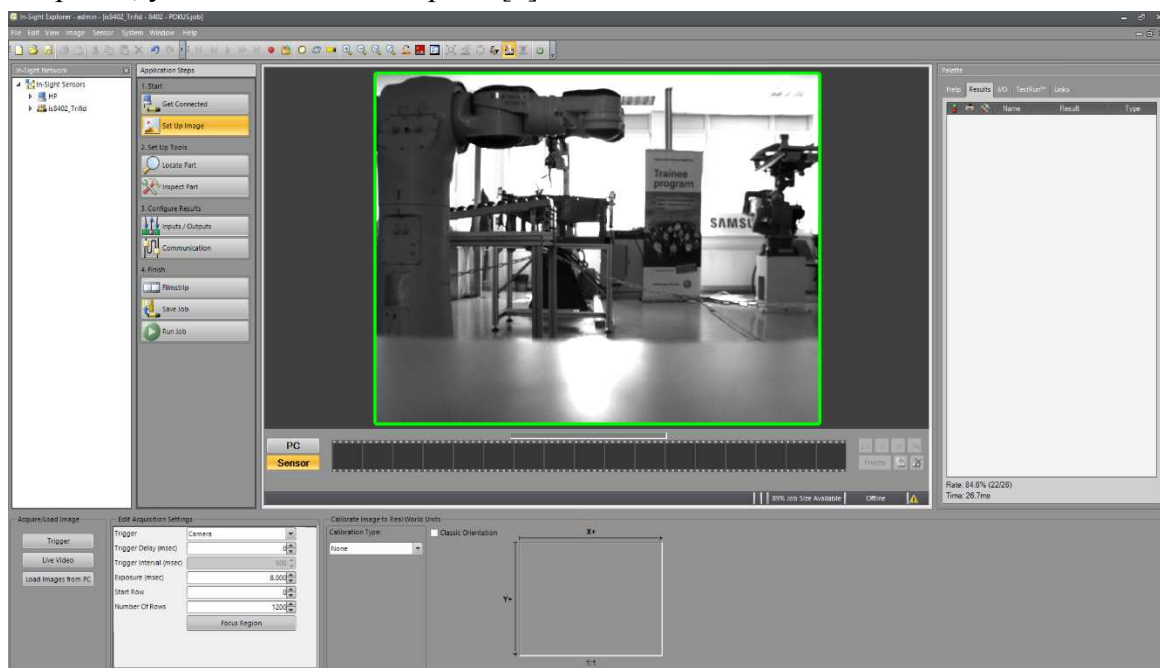 In-Sight Explorer - admin - [is8402_Trifid - 8402 - POKUS.job]
File Edit View Image Sensor System Window Help
In-Sight Network
In-Sight Sensors
HP
is8402_Trifid
Application Steps
1. Start
Get Connected
Set Up Image
2. Set Up Tools
Locate Part
Inspect Part
3. Configure Results
Inputs / Outputs
Communication
4. Finish
Filmstrip
Save Job
Run Job
Trainee
program
SAMSU
PC
Sensor
Freeze
89% Job Size Available
Offline
Palette
Help Results I/O TestRun™ Links
Name Result Type
Rate: 84.6% (22/26)
Time: 26.7ms
Acquire/Load Image
Trigger
Live Video
Load Images from PC
Edit Acquisition Settings
Trigger Camera
Trigger Delay (msec) 0
Trigger Interval (msec) 500
Exposure (msec) 8.000
Start Row 0
Number Of Rows 1200
Focus Region
Calibrate Image to Real World Units
Calibration Type:
None
Classic Orientation
X+
Y+
1:1